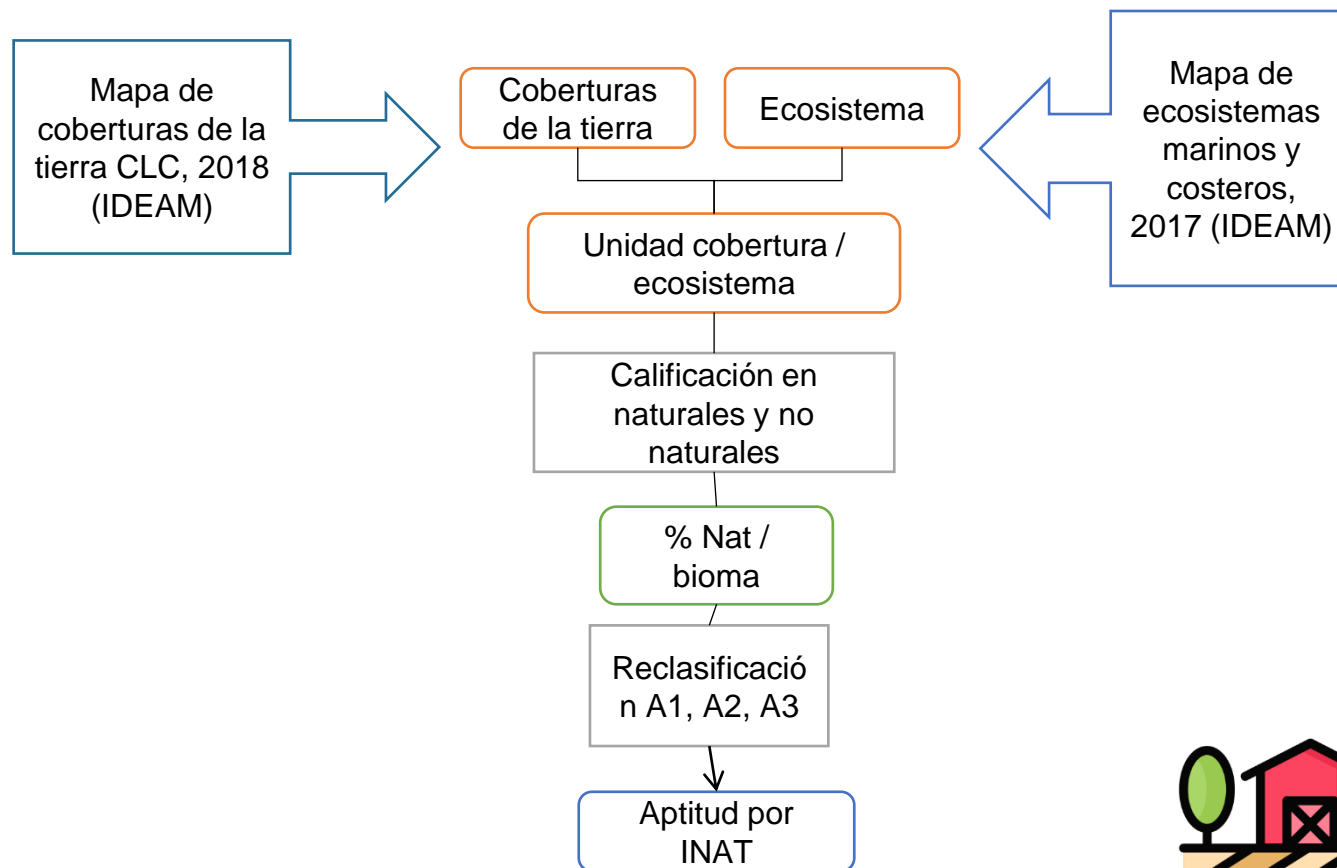 Mapa de
coberturas de la
tierra CLC, 2018
(IDEAM)
Coberturas
de la tierra
Ecosistema
Mapa de
ecosistemas
marinos y
costeros,
2017 (IDEAM)
Unidad cobertura /
ecosistema
Calificación en
naturales y no
naturales
% Nat /
bioma
Reclasificació
n A1, A2, A3
Aptitud por
INAT